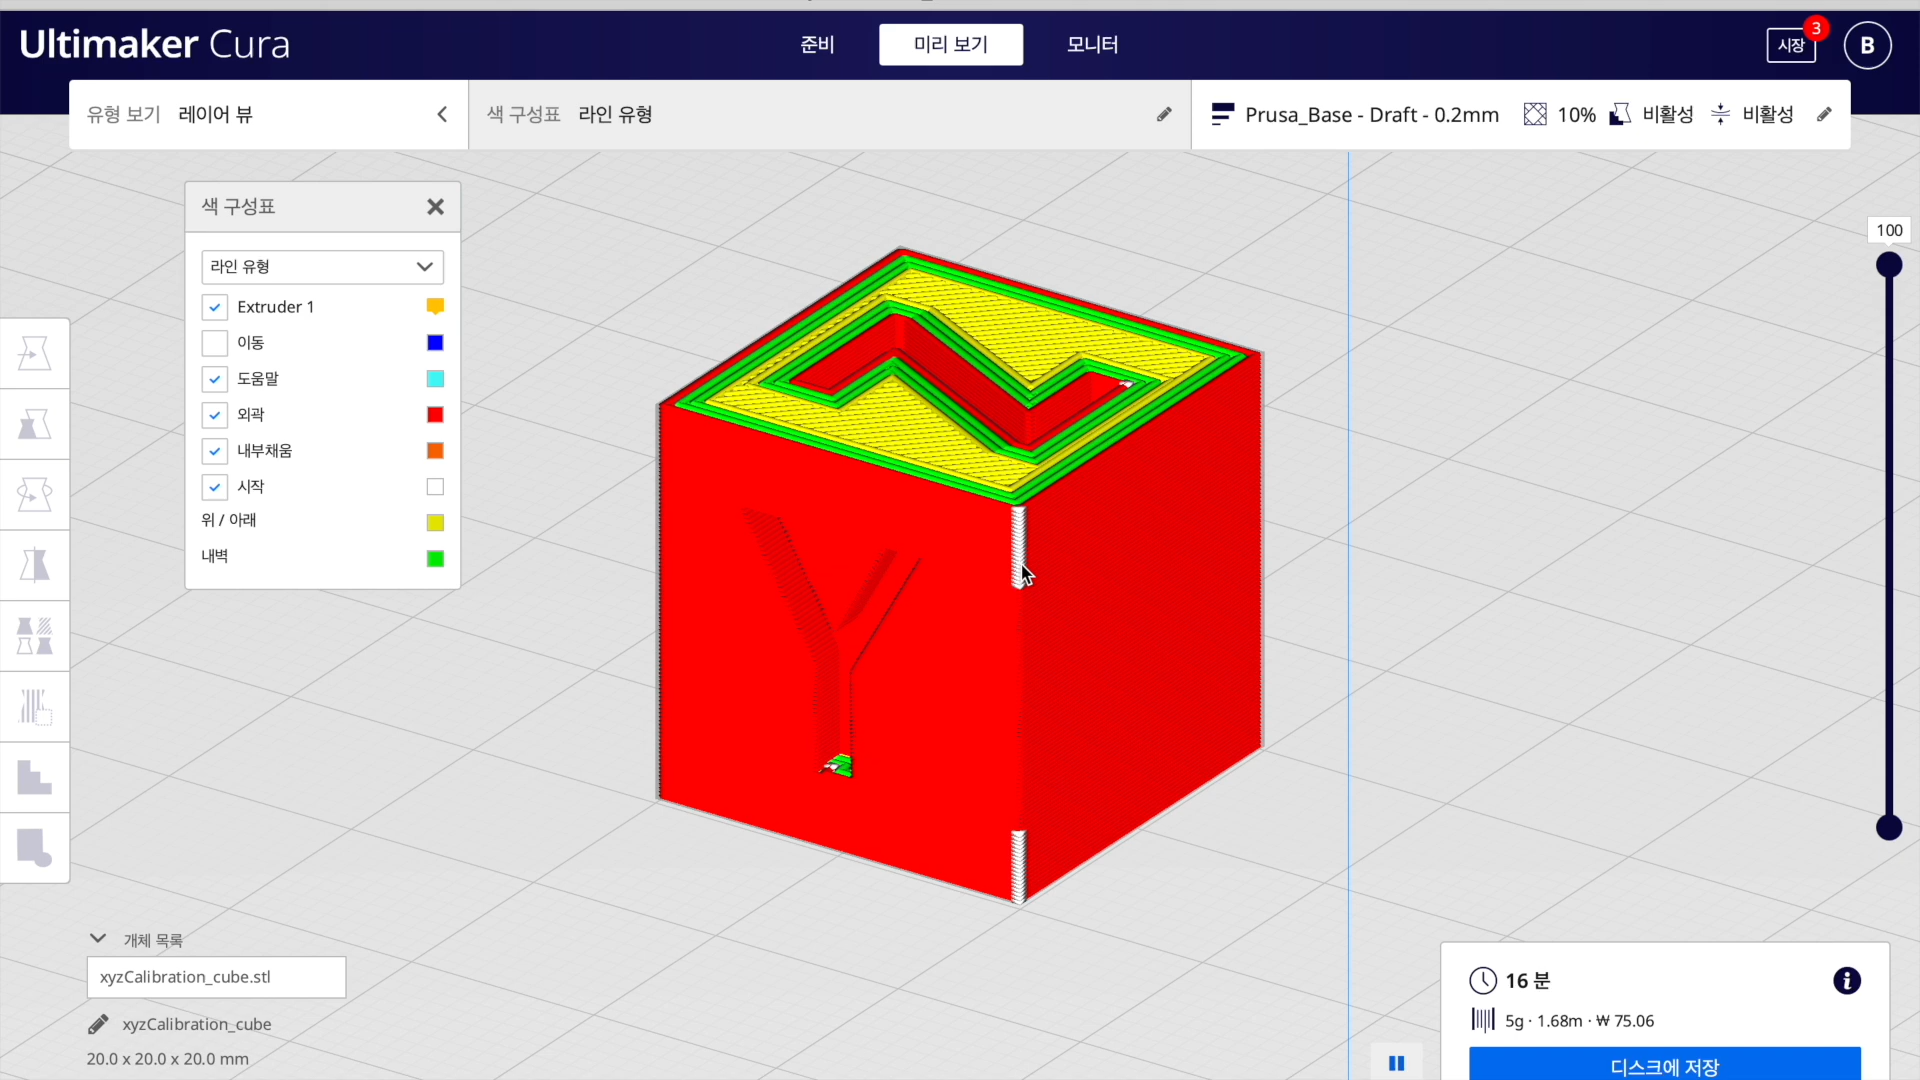 Ultimaker Cura
준비
미리 보기
모니터
시장
3
B
유형 보기 레이어 뷰
색 구성표 라인 유형
Prusa_Base - Draft - 0.2mm
10%
비활성
비활성
색 구성표
라인 유형
Extruder 1
이동
도움말
외곽
내부채움
시작
위 / 아래
내벽
100
Y
개체 목록
xyzCalibration_cube.stl
xyzCalibration_cube
20.0 x 20.0 x 20.0 mm
16 분
5g · 1.68m · ₩ 75.06
디스크에 저장